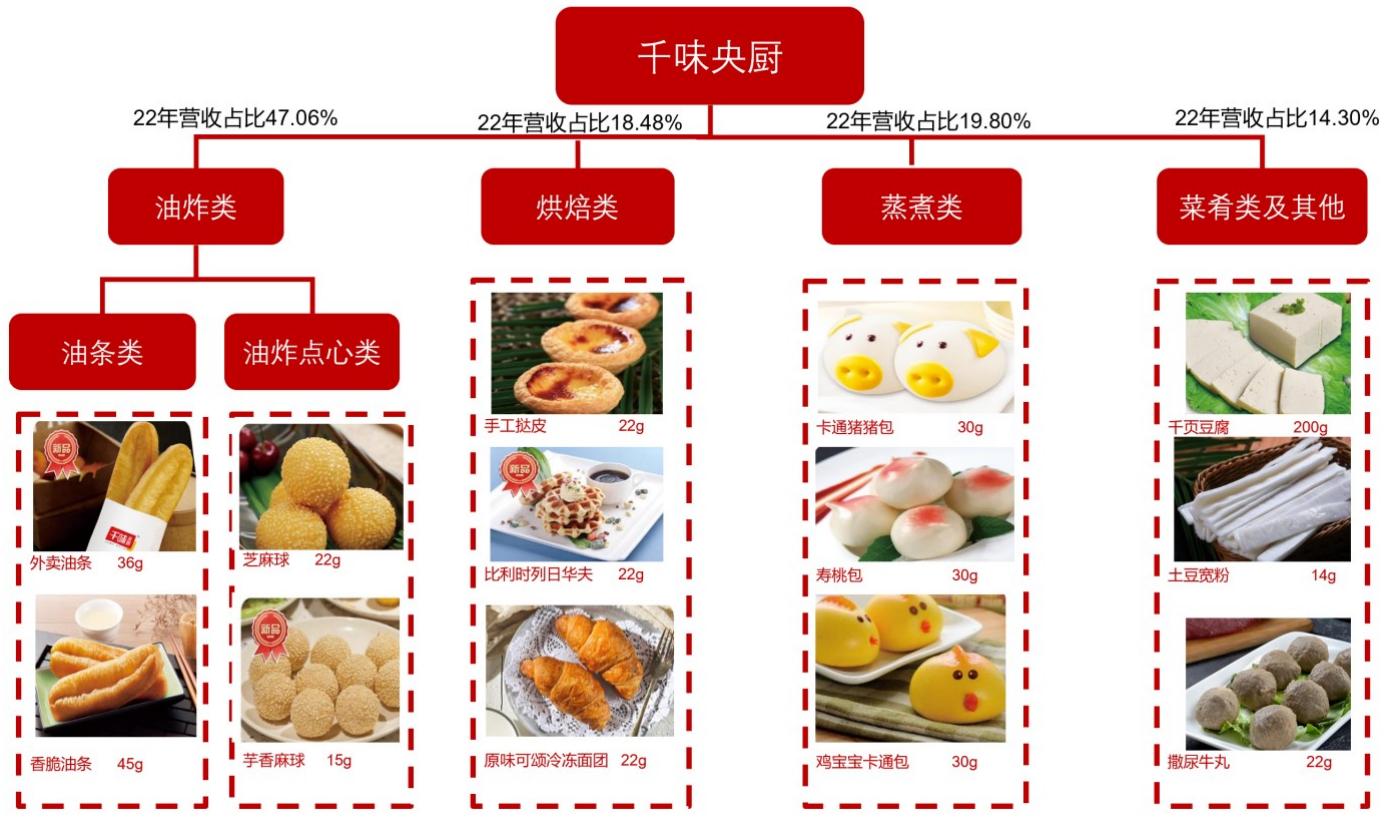 千味央厨
22年营收占比47.06%
22年营收占比18.48%
22年营收占比19.80%
22年营收占比14.30%
油炸类
烘焙类
蒸煮类
菜肴类及其他
油条类
油炸点心类
新品
千味
外卖油条 36g
香脆油条 45g
芝麻球 22g
新品
芋香麻球 15g
手工挞皮 22g
新品
比利时列日华夫 22g
原味可颂冷冻面团 22g
卡通猪猪包 30g
寿桃包 30g
鸡宝宝卡通包 30g
千页豆腐 200g
土豆宽粉 14g
撒尿牛丸 22g